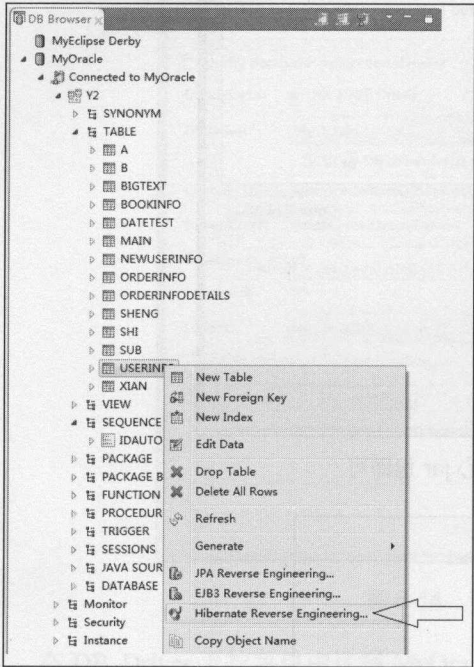 DB Browser
MyEclipse Derby
MyOracle
Connected to MyOracle
Y2
SYNONYM
TABLE
A
B
BIGTEXT
BOOKINFO
DATETEST
MAIN
NEWUSERINFO
ORDERINFO
ORDERINFODETAILS
SHENG
SHI
SUB
USERINF
New Table
XIAN
New Foreign Key
VIEW
New Index
SEQUENCE
IDAUTO
Edit Data
PACKAGE
Drop Table
PACKAGE B
Delete All Rows
FUNCTION
PROCEDUR
Refresh
TRIGGER
SESSIONS
Generate
JAVA SOUR
JPA Reverse Engineering...
DATABASE
EJB3 Reverse Engineering...
Monitor
Hibernate Reverse Engineering...
Security
Instance
Copy Object Name